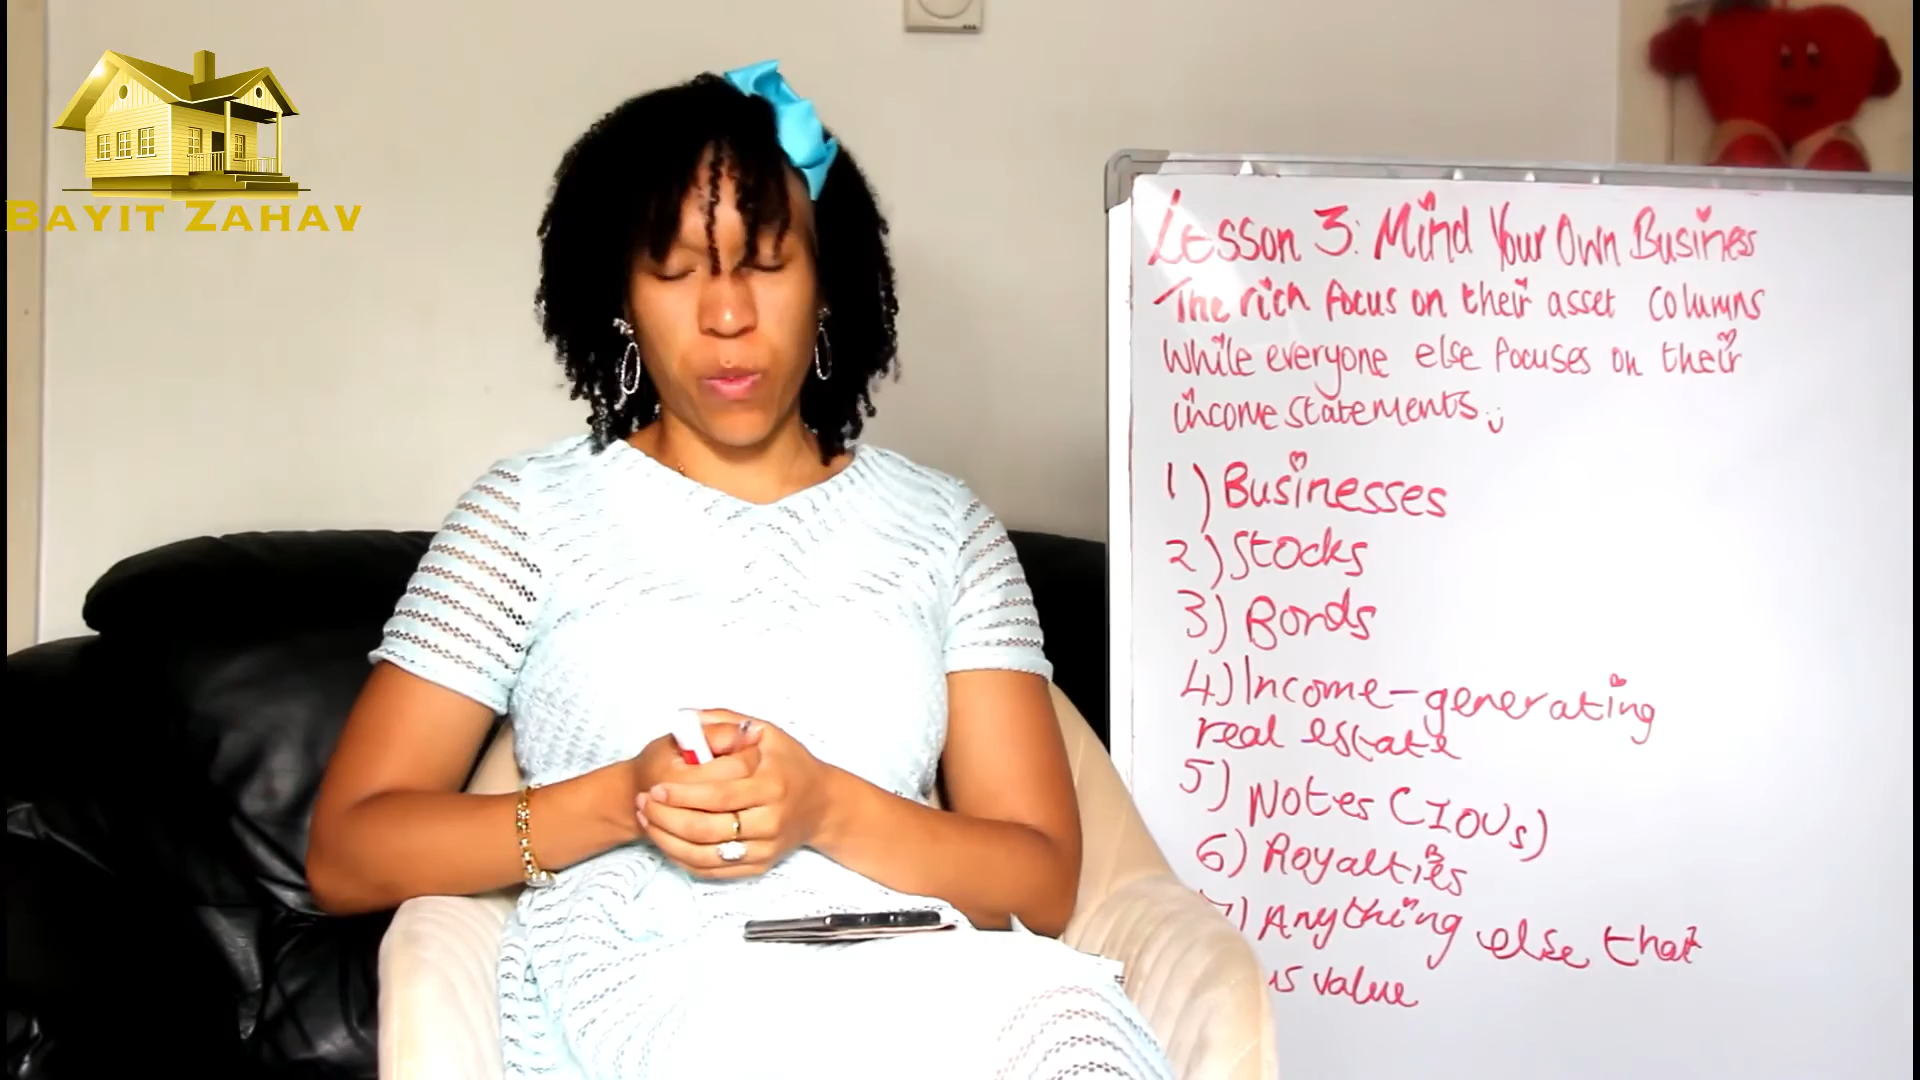 BAYIT ZAHAV
Lesson 3: Mind Your Own Business
The rich focus on their asset columns
While everyone else focuses on their
income statements.
1) Businesses
2) Stocks
3) Bonds
4) Income-generating
real estate
5) Notes (IOUs)
6) Royalties
7) Anything else that
value